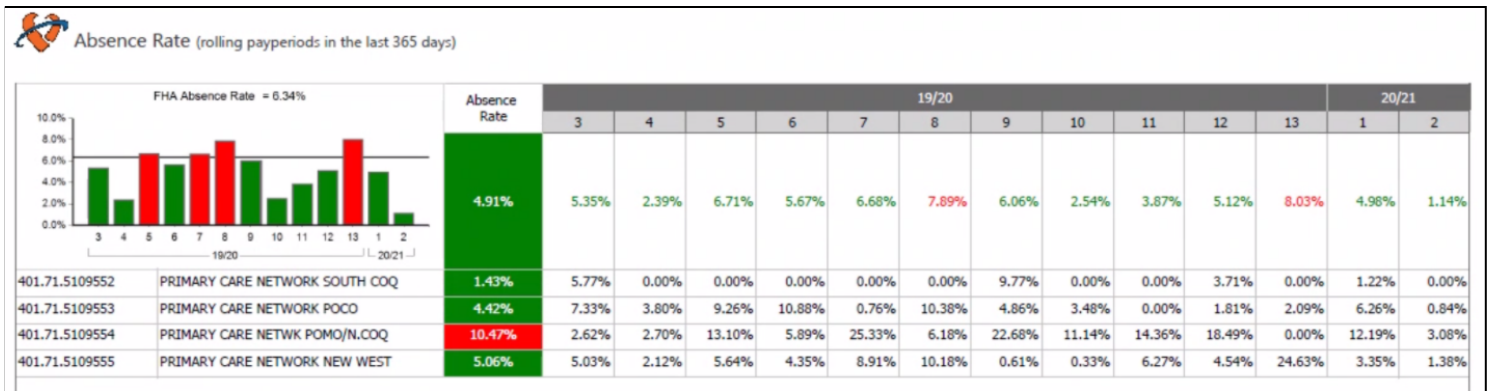 Absence Rate (rolling payperiods in the last 365 days)
FHA Absence Rate = 6.34%
10.0%
8.0%
6.0%
4.0%
2.0%
0.0%
3 4 5 6 7 8 9 10 11 12 13 1 2
19/20 20/21
Absence Rate 19/20 20/21
3 4 5 6 7 8 9 10 11 12 13 1 2
4.91% 5.35% 2.39% 6.71% 5.67% 6.68% 7.89% 6.06% 2.54% 3.87% 5.12% 8.03% 4.98% 1.14%
401.71.5109552 PRIMARY CARE NETWORK SOUTH COQ 1.43% 5.77% 0.00% 0.00% 0.00% 0.00% 0.00% 9.77% 0.00% 0.00% 3.71% 0.00% 1.22% 0.00%
401.71.5109553 PRIMARY CARE NETWORK POCO 4.42% 7.33% 3.80% 9.26% 10.88% 0.76% 10.38% 4.86% 3.48% 0.00% 1.81% 2.09% 6.26% 0.84%
401.71.5109554 PRIMARY CARE NETWK POMO/N.COQ 10.47% 2.62% 2.70% 13.10% 5.89% 25.33% 6.18% 22.68% 11.14% 14.36% 18.49% 0.00% 12.19% 3.08%
401.71.5109555 PRIMARY CARE NETWORK NEW WEST 5.06% 5.03% 2.12% 5.64% 4.35% 8.91% 10.18% 0.61% 0.33% 6.27% 4.54% 24.63% 3.35% 1.38%